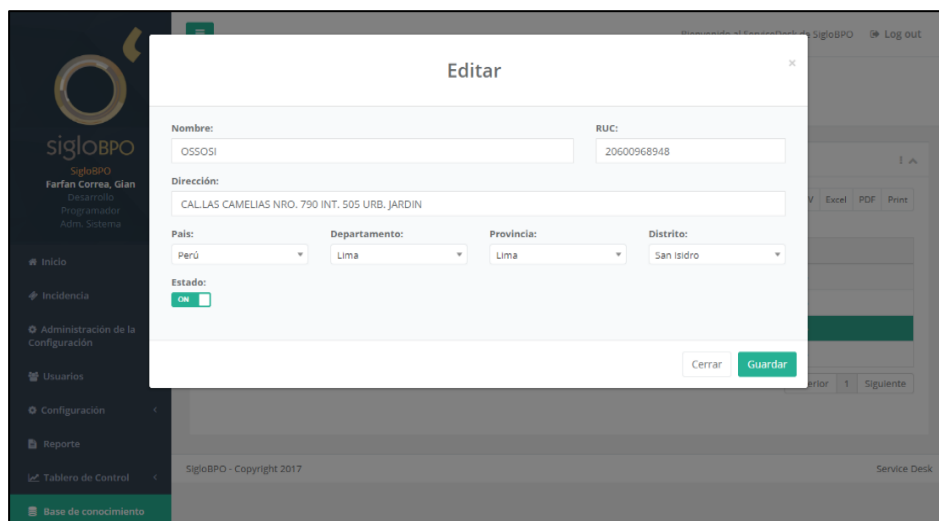 sigloBPO
SigloBPO
Farfan Correa, Gian
Desarrollo
Programador
Adm. Sistema
Inicio
Incidencia
Administración de la
Configuración
Usuarios
Configuración
Reporte
Tablero de Control
Base de conocimiento
Bienvenido al ServiceDesk de SigloBPO
Log out
Editar
×
Nombre:
RUC:
OSSOSI
20600968948
Dirección:
CAL.LAS CAMELIAS NRO. 790 INT. 505 URB. JARDIN
Pais:
Departamento:
Provincia:
Distrito:
Perú
Lima
Lima
San Isidro
Estado:
ON
Cerrar
Guardar
Excel
PDF
Print
1
Siguiente
SigloBPO - Copyright 2017
Service Desk